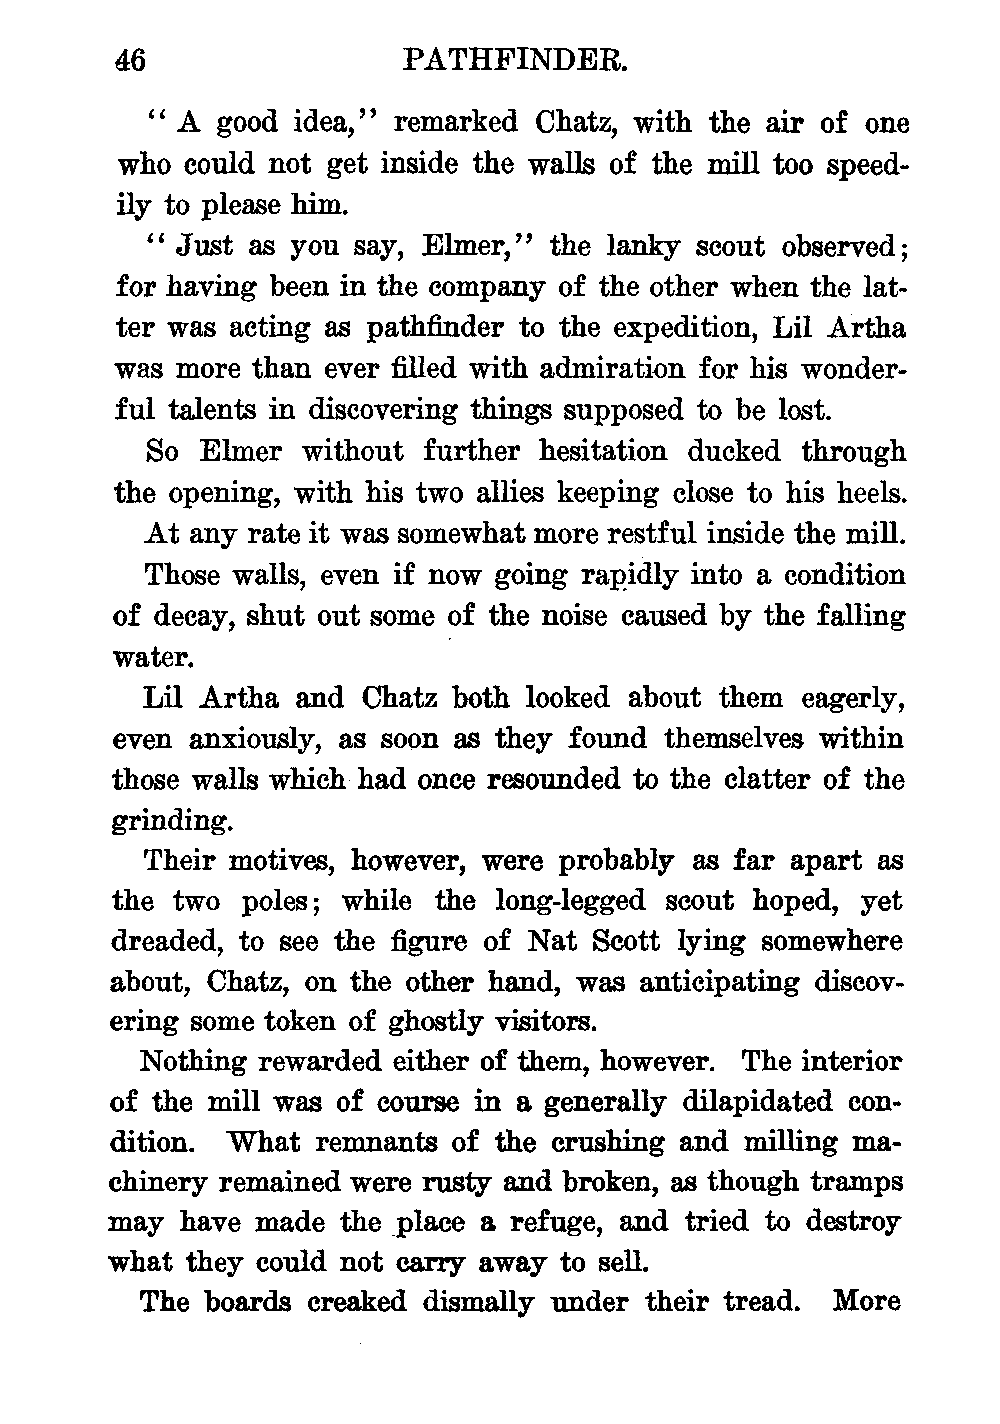 46 PATHFINDER.
“ A good idea,” remarked Chatz, with the air of one
who could not get inside the walls of the mill too speed-
ily to please him.
“ Just as you say, Elmer,” the lanky scout observed;
for having been in the company of the other when the lat-
ter was acting as pathfinder to the expedition, Lil Artha
was more than ever filled with admiration for his wonder-
ful talents in discovering things supposed to be lost.
So Elmer without further hesitation ducked through
the opening, with his two allies keeping close to his heels.
At any rate it was somewhat more restful inside the mill.
Those walls, even if now going rapidly into a condition
of decay, shut out some of the noise caused by the falling
water.
Lil Artha and Chatz both looked about them eagerly,
even anxiously, as soon as they found themselves within
those walls which had once resounded to the clatter of the
grinding.
Their motives, however, were probably as far apart as
the two poles; while the long-legged scout hoped, yet
dreaded, to see the figure of Nat Scott lying somewhere
about, Chatz, on the other hand, was anticipating discov-
ering some token of ghostly visitors.
Nothing rewarded either of them, however. The interior
of the mill was of course in a generally dilapidated con-
dition. What remnants of the crushing and milling ma-
chinery remained were rusty and broken, as though tramps
may have made the place a refuge, and tried to destroy
what they could not carry away to sell.
The boards creaked dismally under their tread. More